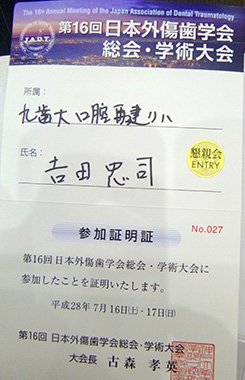 The 16th Annual Meeting of the Japan Association of Dental Traumatology
J.A.D.T.
第16回 日本外傷歯学会
総会・学術大会
所属:
九歯大 口腔再建リハ
氏名:
吉田 忠司
懇親会
ENTRY
No.027
参加証明証
第16回 日本外傷歯学会総会・学術大会に
参加したことを証明いたします。
平成28年7月16日(土)・17日(日)
第16回 日本外傷歯学会総会・学術大会
大会長 古森 孝英